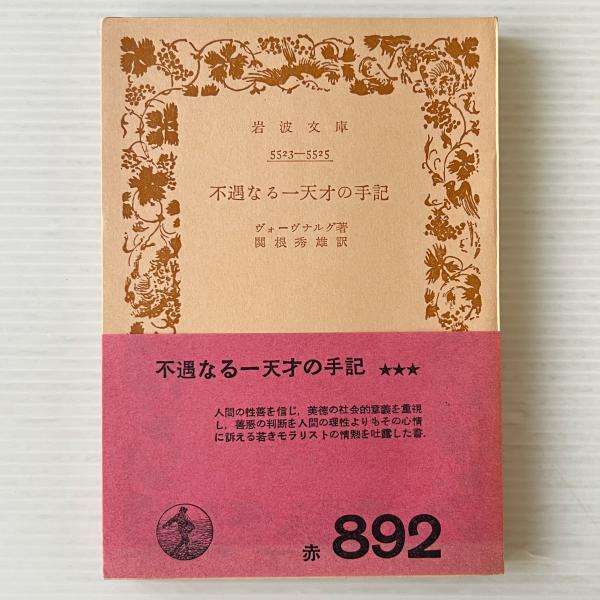 岩波文庫
5523—5525
不遇なる一天才の手記
ヴォーヴナルグ著
関根秀雄訳
不遇なる一天才の手記 ★★★
人間の性善を信じ，美徳の社会的意義を重視
し，善悪の判断を人間の理性よりもその心情
に訴える若きモラリストの情熱を吐露した書．
赤 892